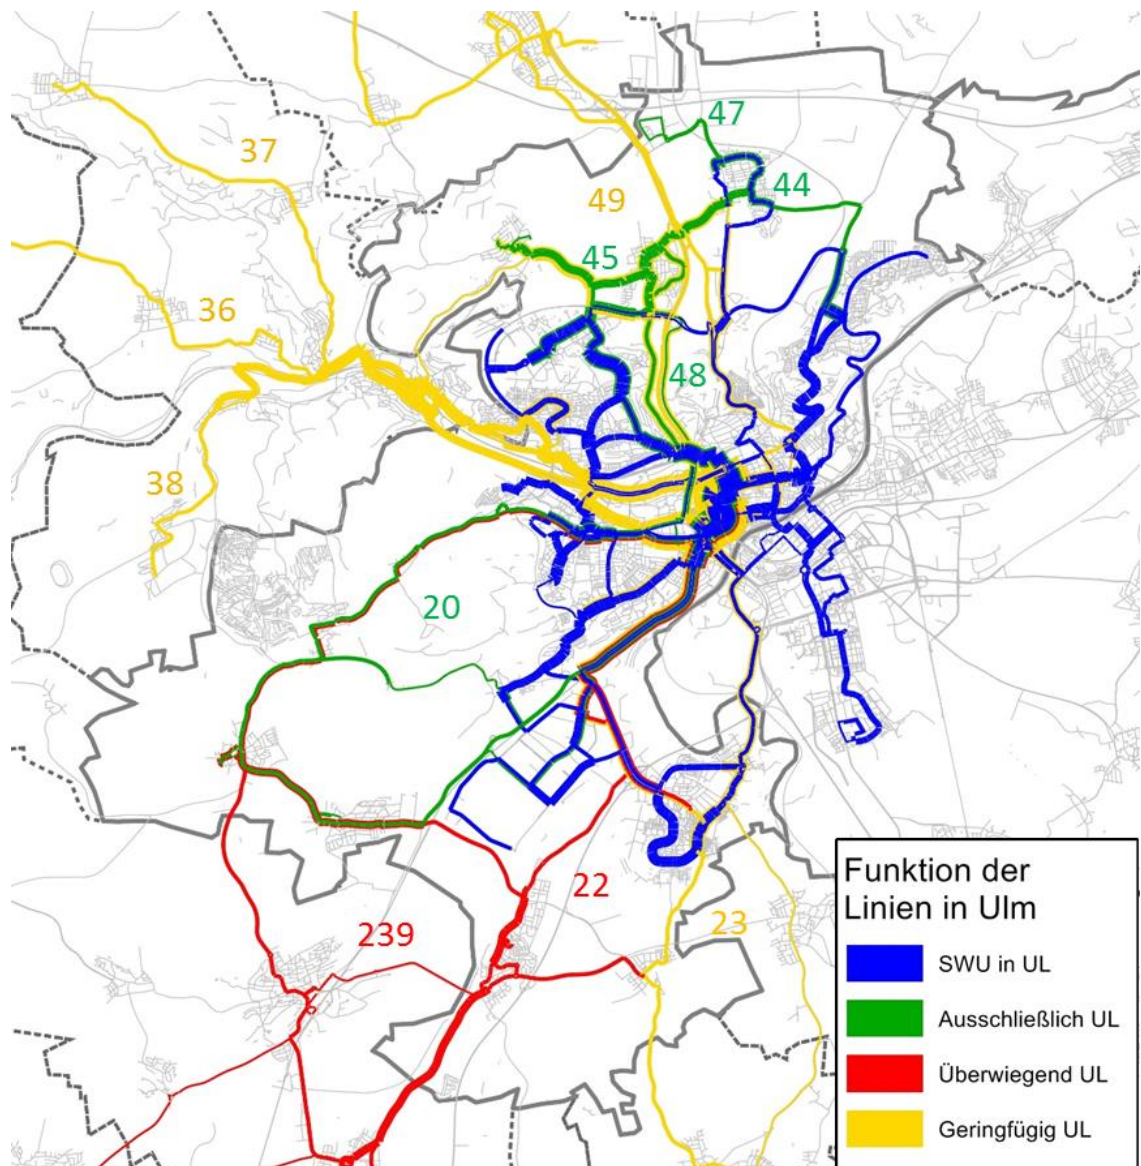 47
37
44
49
45
36
48
38
20
22
23
239
Funktion der
Linien in Ulm
SWU in UL
Ausschließlich UL
Überwiegend UL
Geringfügig UL